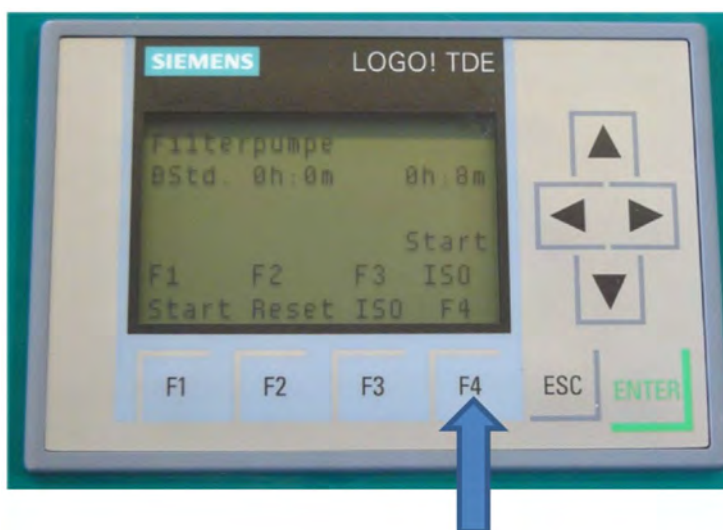 SIEMENS LOGO! TDE
Filterpumpe
BStd. 0h:0m 0h:8m
Start
F1 F2 F3 ISO
Start Reset ISO F4
F1 F2 F3 F4 ESC ENTER